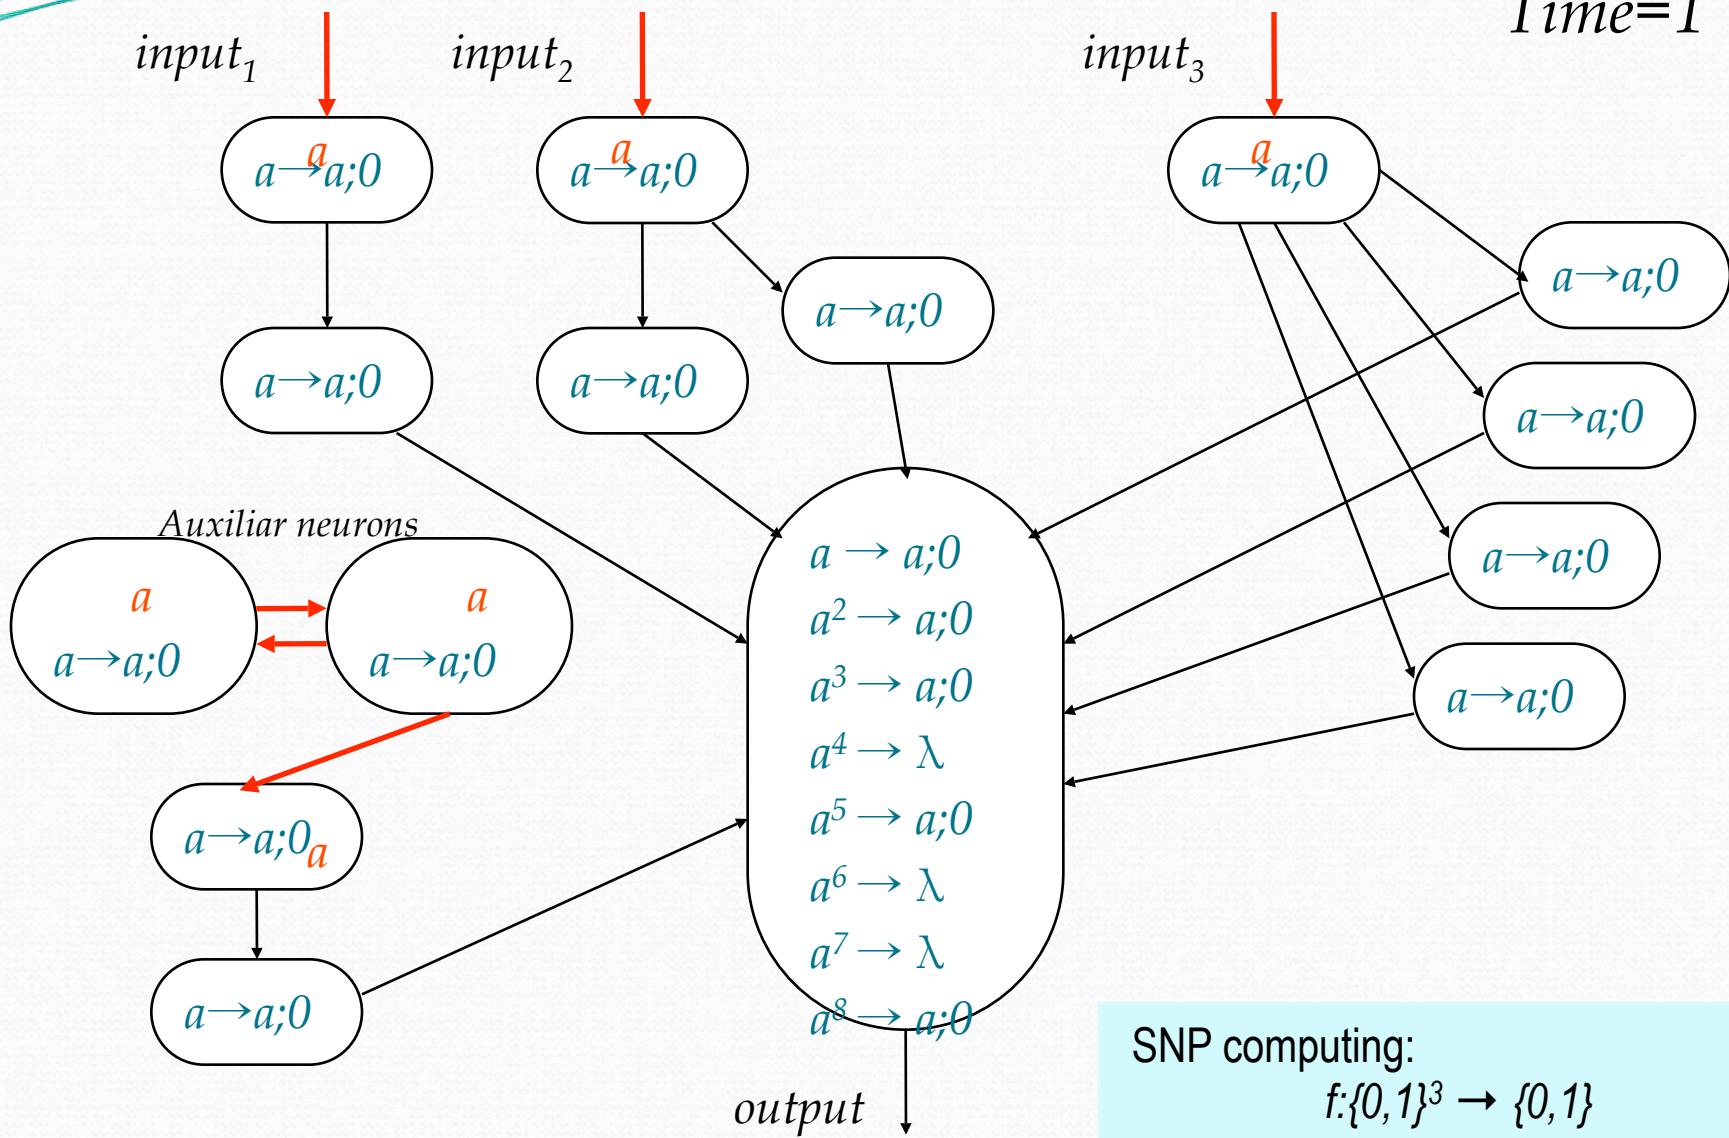 Time=1
input₁
input₂
input₃
a
a→a;0
a
a→a;0
a
a→a;0
a→a;0
a→a;0
a→a;0
a→a;0
a→a;0
a→a;0
a→a;0
Auxiliar neurons
a
a→a;0
a
a→a;0
a→a;0
a
a→a;0
a → a;0
a² → a;0
a³ → a;0
a⁴ → λ
a⁵ → a;0
a⁶ → λ
a⁷ → λ
a⁸ → a;0
output
SNP computing:
f:{0,1}³ → {0,1}